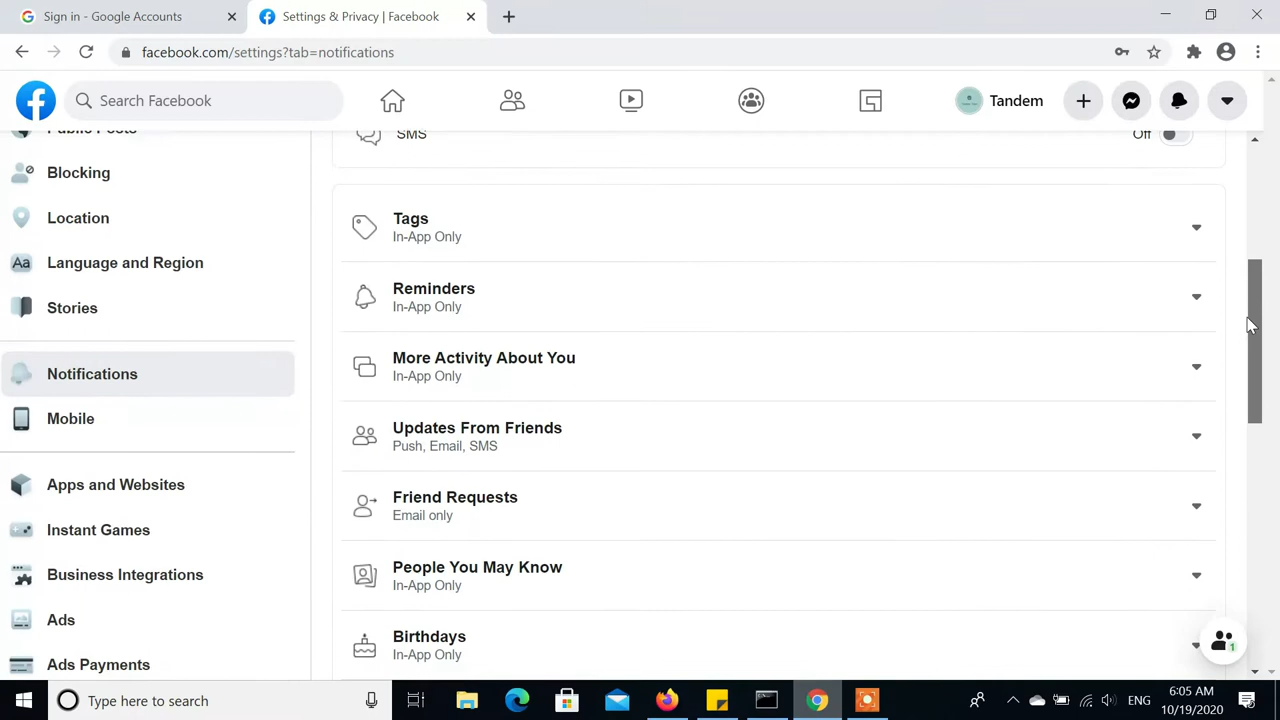 Sign in - Google Accounts
Settings & Privacy | Facebook
facebook.com/settings?tab=notifications
Search Facebook
Tandem
Public Posts
Blocking
Location
Language and Region
Stories
Notifications
Mobile
Apps and Websites
Instant Games
Business Integrations
Ads
Ads Payments
SMS
Off
Tags
In-App Only
Reminders
In-App Only
More Activity About You
In-App Only
Updates From Friends
Push, Email, SMS
Friend Requests
Email only
People You May Know
In-App Only
Birthdays
In-App Only
1
Type here to search
ENG
6:05 AM
10/19/2020